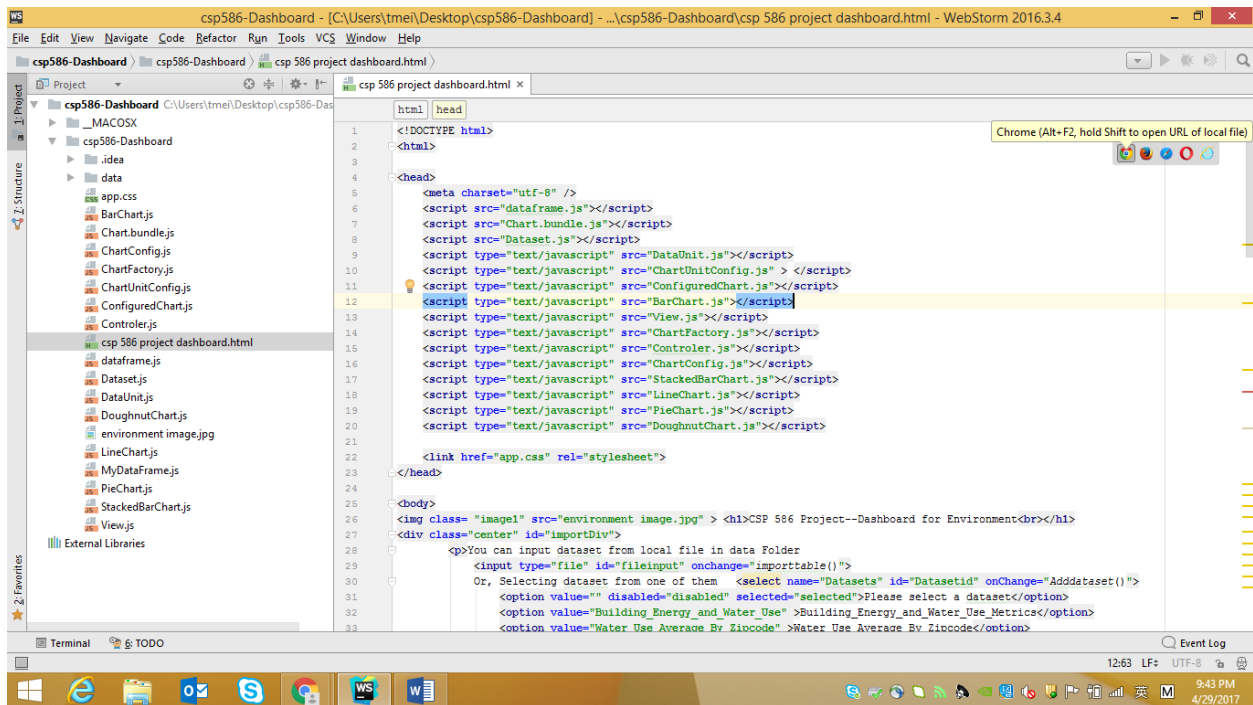 WS csp586-Dashboard - [C:\Users\tmei\Desktop\csp586-Dashboard] - ...\csp586-Dashboard\csp 586 project dashboard.html - WebStorm 2016.3.4
File Edit View Navigate Code Refactor Run Tools VCS Window Help
csp586-Dashboard csp586-Dashboard csp 586 project dashboard.html
Project
csp 586 project dashboard.html
1: Project
Z: Structure
2: Favorites
csp586-Dashboard C:\Users\tmei\Desktop\csp586-Das
__MACOSX
csp586-Dashboard
.idea
data
app.css
BarChart.js
Chart.bundle.js
ChartConfig.js
ChartFactory.js
ChartUnitConfig.js
ConfiguredChart.js
Controler.js
csp 586 project dashboard.html
dataframe.js
Dataset.js
DataUnit.js
DoughnutChart.js
environment image.jpg
LineChart.js
MyDataFrame.js
PieChart.js
StackedBarChart.js
View.js
External Libraries
html head
Chrome (Alt+F2, hold Shift to open URL of local file)
1 <!DOCTYPE html>
2 <html>
3
4 <head>
5 <meta charset="utf-8" />
6 <script src="dataframe.js"></script>
7 <script src="Chart.bundle.js"></script>
8 <script src="Dataset.js"></script>
9 <script type="text/javascript" src="DataUnit.js"></script>
10 <script type="text/javascript" src="ChartUnitConfig.js" > </script>
11 <script type="text/javascript" src="ConfiguredChart.js"></script>
12 <script type="text/javascript" src="BarChart.js"></script>
13 <script type="text/javascript" src="View.js"></script>
14 <script type="text/javascript" src="ChartFactory.js"></script>
15 <script type="text/javascript" src="Controler.js"></script>
16 <script type="text/javascript" src="ChartConfig.js"></script>
17 <script type="text/javascript" src="StackedBarChart.js"></script>
18 <script type="text/javascript" src="LineChart.js"></script>
19 <script type="text/javascript" src="PieChart.js"></script>
20 <script type="text/javascript" src="DoughnutChart.js"></script>
21
22 <link href="app.css" rel="stylesheet">
23 </head>
24
25 <body>
26 <img class= "image1" src="environment image.jpg" > <h1>CSP 586 Project--Dashboard for Environment<br></h1>
27 <div class="center" id="importDiv">
28 <p>You can input dataset from local file in data Folder
29 <input type="file" id="fileinput" onchange="importtable()">
30 Or, Selecting dataset from one of them <select name="Datasets" id="Datasetid" onChange="Adddataset()">
31 <option value="" disabled="disabled" selected="selected">Please select a dataset</option>
32 <option value="Building_Energy_and_Water_Use" >Building_Energy_and_Water_Use_Metrics</option>
33 <option value="Water Use Average By Zipcode" >Water Use Average By Zipcode</option>
Terminal 6: TODO Event Log
12:63 LF UTF-8
WS
英 M 9:43 PM
4/29/2017